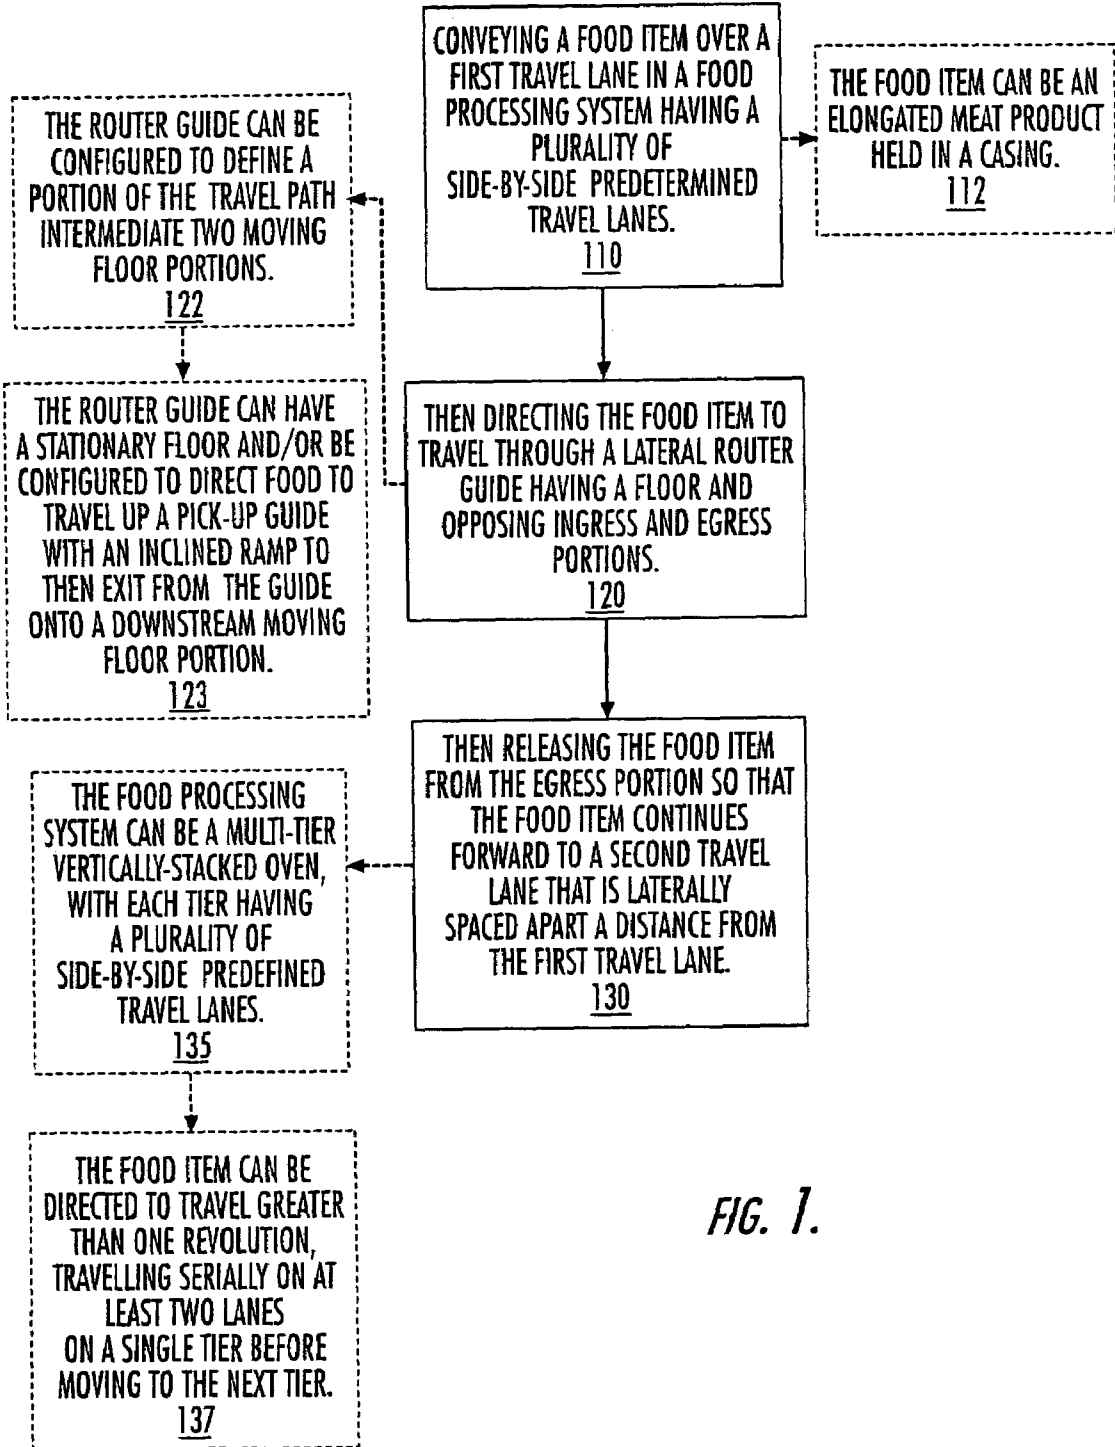 CONVEYING A FOOD ITEM OVER A
FIRST TRAVEL LANE IN A FOOD
PROCESSING SYSTEM HAVING A
PLURALITY OF
SIDE-BY-SIDE PREDETERMINED
TRAVEL LANES.
110
THE FOOD ITEM CAN BE AN
ELONGATED MEAT PRODUCT
HELD IN A CASING.
112
THE ROUTER GUIDE CAN BE
CONFIGURED TO DEFINE A
PORTION OF THE TRAVEL PATH
INTERMEDIATE TWO MOVING
FLOOR PORTIONS.
122
THE ROUTER GUIDE CAN HAVE
A STATIONARY FLOOR AND/OR BE
CONFIGURED TO DIRECT FOOD TO
TRAVEL UP A PICK-UP GUIDE
WITH AN INCLINED RAMP TO
THEN EXIT FROM THE GUIDE
ONTO A DOWNSTREAM MOVING
FLOOR PORTION.
123
THEN DIRECTING THE FOOD ITEM TO
TRAVEL THROUGH A LATERAL ROUTER
GUIDE HAVING A FLOOR AND
OPPOSING INGRESS AND EGRESS
PORTIONS.
120
THEN RELEASING THE FOOD ITEM
FROM THE EGRESS PORTION SO THAT
THE FOOD ITEM CONTINUES
FORWARD TO A SECOND TRAVEL
LANE THAT IS LATERALLY
SPACED APART A DISTANCE FROM
THE FIRST TRAVEL LANE.
130
THE FOOD PROCESSING
SYSTEM CAN BE A MULTI-TIER
VERTICALLY-STACKED OVEN,
WITH EACH TIER HAVING
A PLURALITY OF
SIDE-BY-SIDE PREDEFINED
TRAVEL LANES.
135
THE FOOD ITEM CAN BE
DIRECTED TO TRAVEL GREATER
THAN ONE REVOLUTION,
TRAVELLING SERIALLY ON AT
LEAST TWO LANES
ON A SINGLE TIER BEFORE
MOVING TO THE NEXT TIER.
137
FIG. 1.